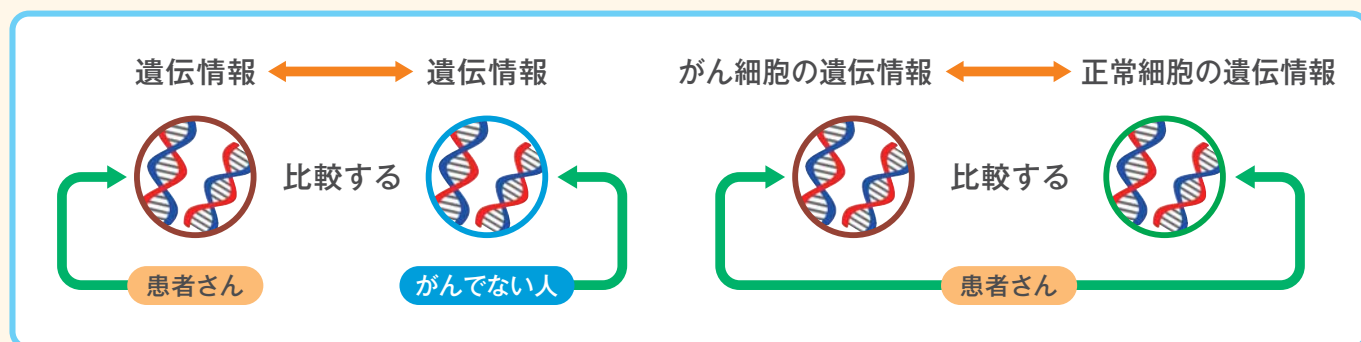 遺伝情報 遺伝情報
比較する
患者さん がんでない人
がん細胞の遺伝情報 正常細胞の遺伝情報
比較する
患者さん